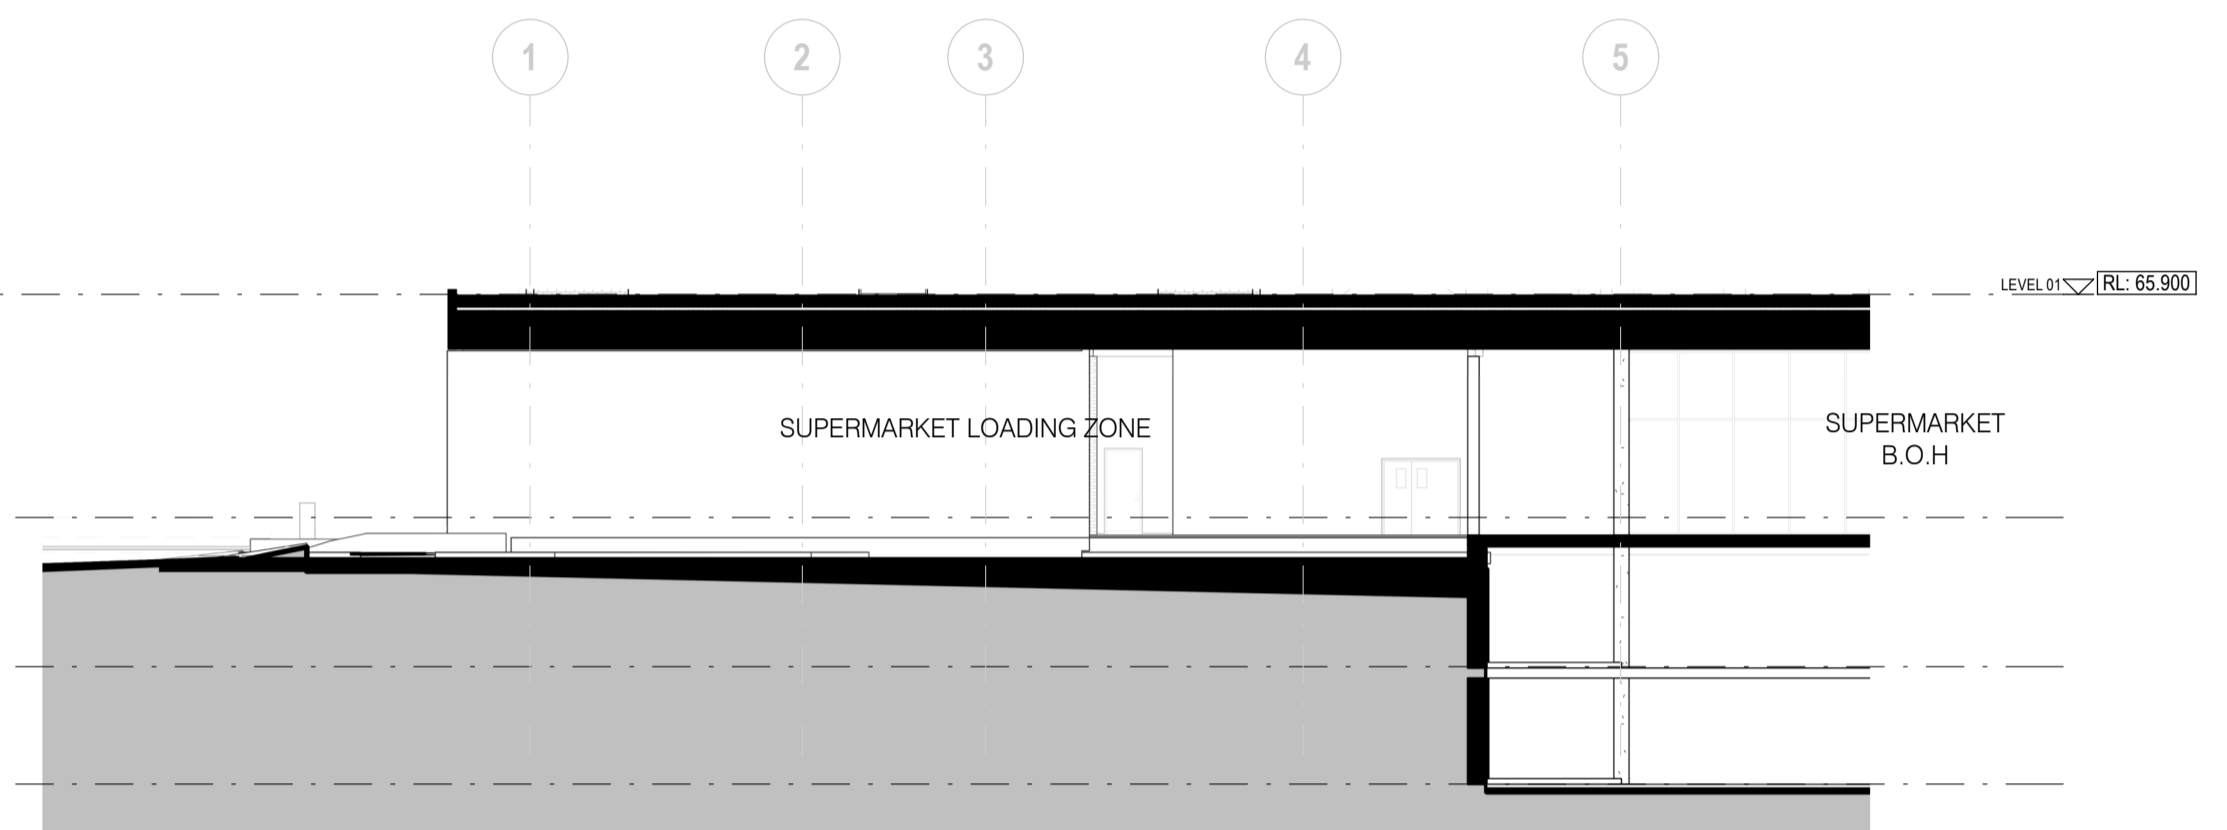 1
2
3
4
5
LEVEL 01 RL: 65.900
SUPERMARKET LOADING ZONE
SUPERMARKET
B.O.H